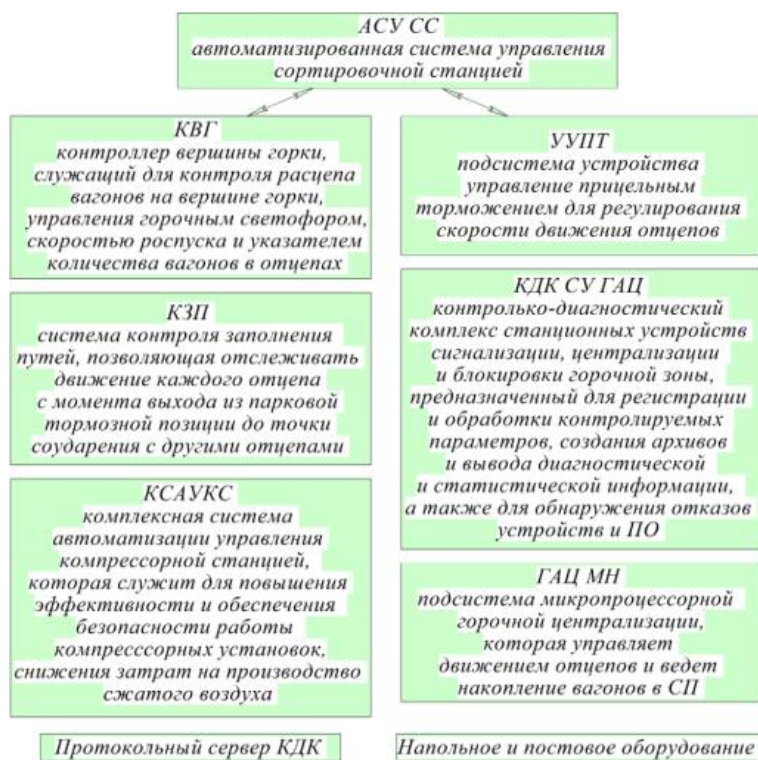 АСУ СС
автоматизированная система управления
сортировочной станцией
КВГ
контроллер вершины горки,
служащий для контроля расцепа
вагонов на вершине горки,
управления горочным светофором,
скоростью роспуска и указателем
количества вагонов в отцепах
КЗП
система контроля заполнения
путей, позволяющая отслеживать
движение каждого отцепа
с момента выхода из парковой
тормозной позиции до точки
соударения с другими отцепами
КСАУКС
комплексная система
автоматизации управления
компрессорной станцией,
которая служит для повышения
эффективности и обеспечения
безопасности работы
компресссорных установок,
снижения затрат на производство
сжатого воздуха
УУПТ
подсистема устройства
управление прицельным
торможением для регулирования
скорости движения отцепов
КДК СУ ГАЦ
контролько-диагностический
комплекс станционных устройств
сигнализации, централизации
и блокировки горочной зоны,
предназначенный для регистрации
и обработки контролируемых
параметров, создания архивов
и вывода диагностической
и статистической информации,
а также для обнаружения отказов
устройств и ПО
ГАЦ МН
подсистема микропроцессорной
горочной централизации,
которая управляет
движением отцепов и ведет
накопление вагонов в СП
Протокольный сервер КДК
Напольное и постовое оборудование